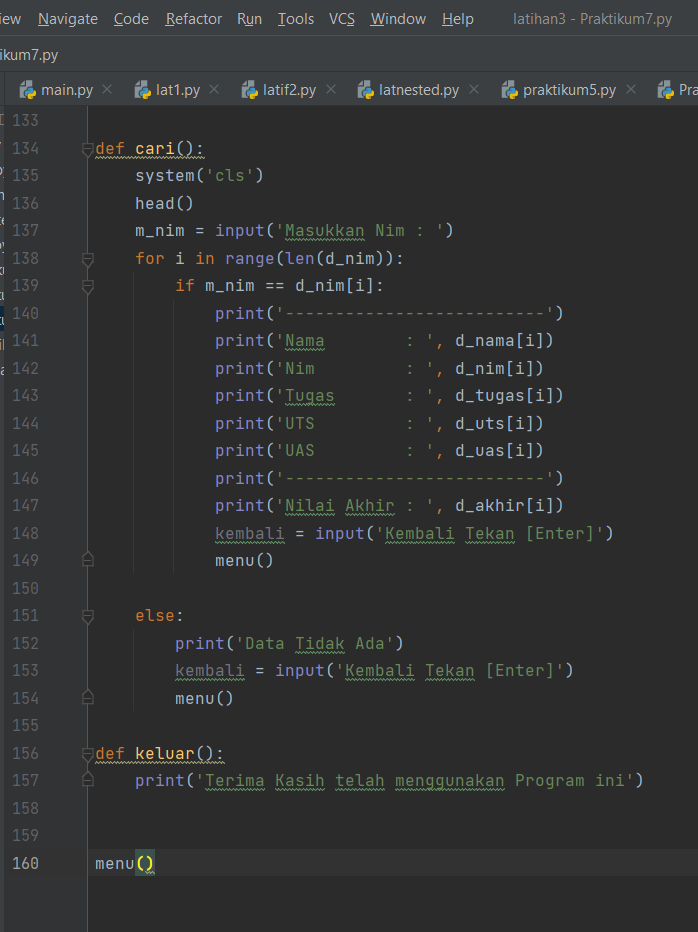 iew Navigate Code Refactor Run Tools VCS Window Help latihan3 - Praktikum7.py
ikum7.py
main.py lat1.py latif2.py latnested.py praktikum5.py Pra
133
134 def cari():
135 system('cls')
136 head()
137 m_nim = input('Masukkan Nim : ')
138 for i in range(len(d_nim)):
139 if m_nim == d_nim[i]:
140 print('--------------------------')
141 print('Nama        : ', d_nama[i])
142 print('Nim         : ', d_nim[i])
143 print('Tugas       : ', d_tugas[i])
144 print('UTS         : ', d_uts[i])
145 print('UAS         : ', d_uas[i])
146 print('--------------------------')
147 print('Nilai Akhir : ', d_akhir[i])
148 kembali = input('Kembali Tekan [Enter]')
149 menu()
150
151 else:
152 print('Data Tidak Ada')
153 kembali = input('Kembali Tekan [Enter]')
154 menu()
155
156 def keluar():
157 print('Terima Kasih telah menggunakan Program ini')
158
159
160 menu()